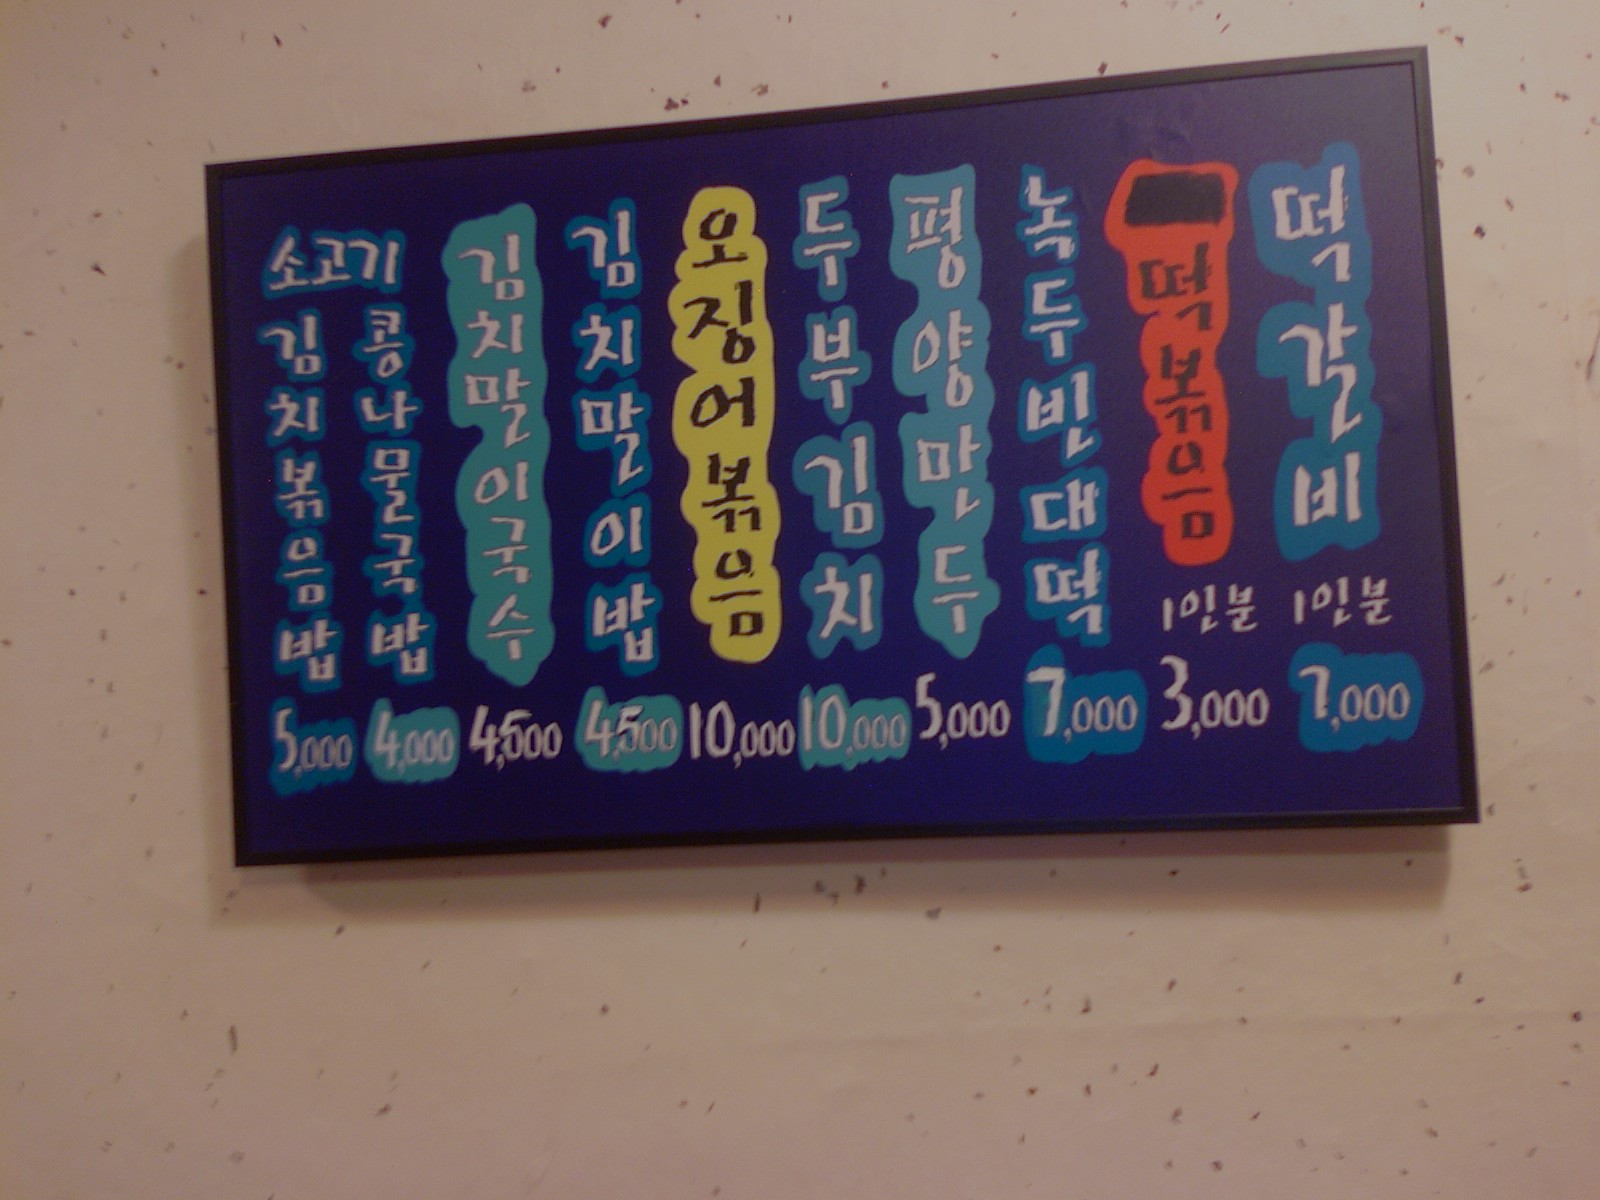 소고기
김치볶음밥
5,000
콩나물국밥
4,000
김치말이국수
4,500
김치말이밥
4,500
오징어볶음
10,000
두부김치
10,000
평양만두
5,000
녹두빈대떡
7,000
떡볶음
1인분
3,000
떡갈비
1인분
7,000